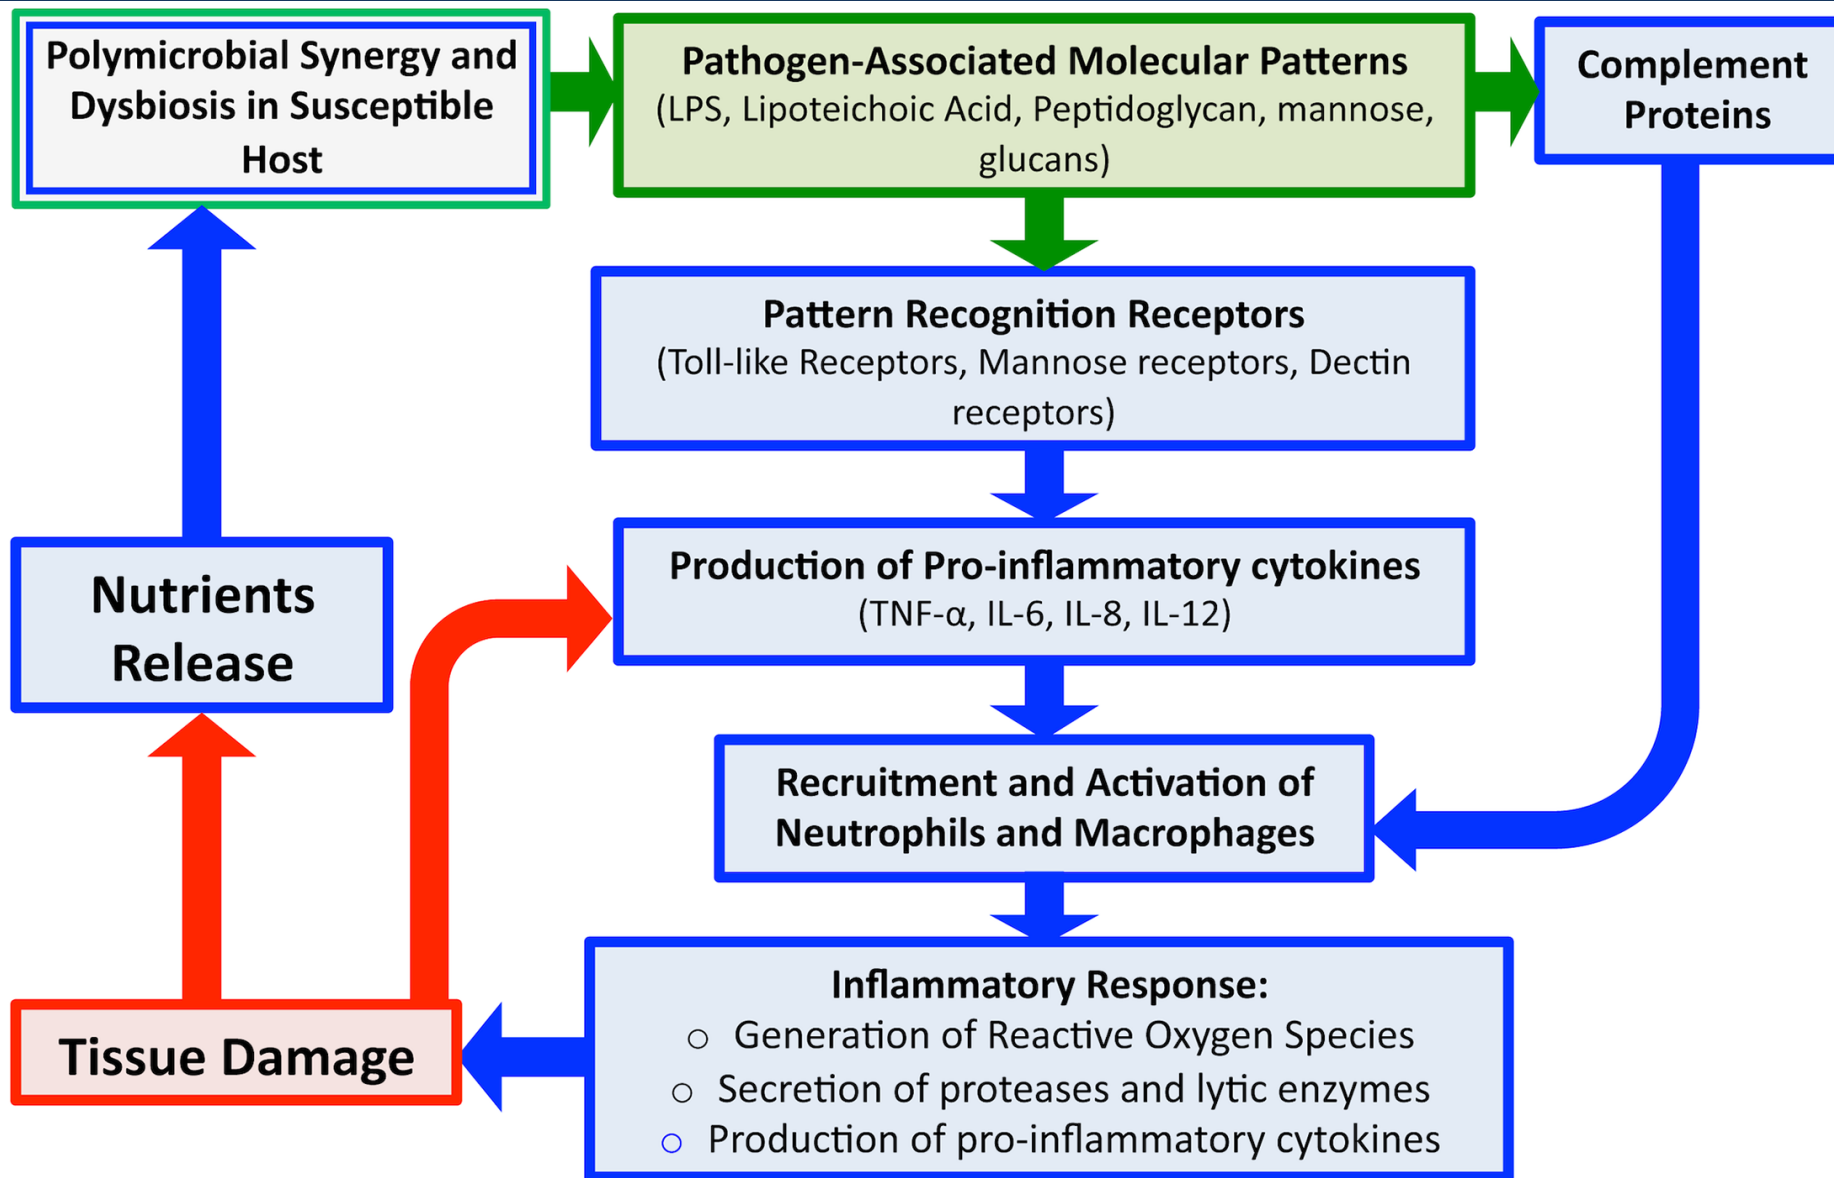 Polymicrobial Synergy and
Dysbiosis in Susceptible
Host
Pathogen-Associated Molecular Patterns
(LPS, Lipoteichoic Acid, Peptidoglycan, mannose,
glucans)
Complement
Proteins
Pattern Recognition Receptors
(Toll-like Receptors, Mannose receptors, Dectin
receptors)
Production of Pro-inflammatory cytokines
(TNF-α, IL-6, IL-8, IL-12)
Nutrients
Release
Recruitment and Activation of
Neutrophils and Macrophages
Inflammatory Response:
○ Generation of Reactive Oxygen Species
○ Secretion of proteases and lytic enzymes
○ Production of pro-inflammatory cytokines
Tissue Damage